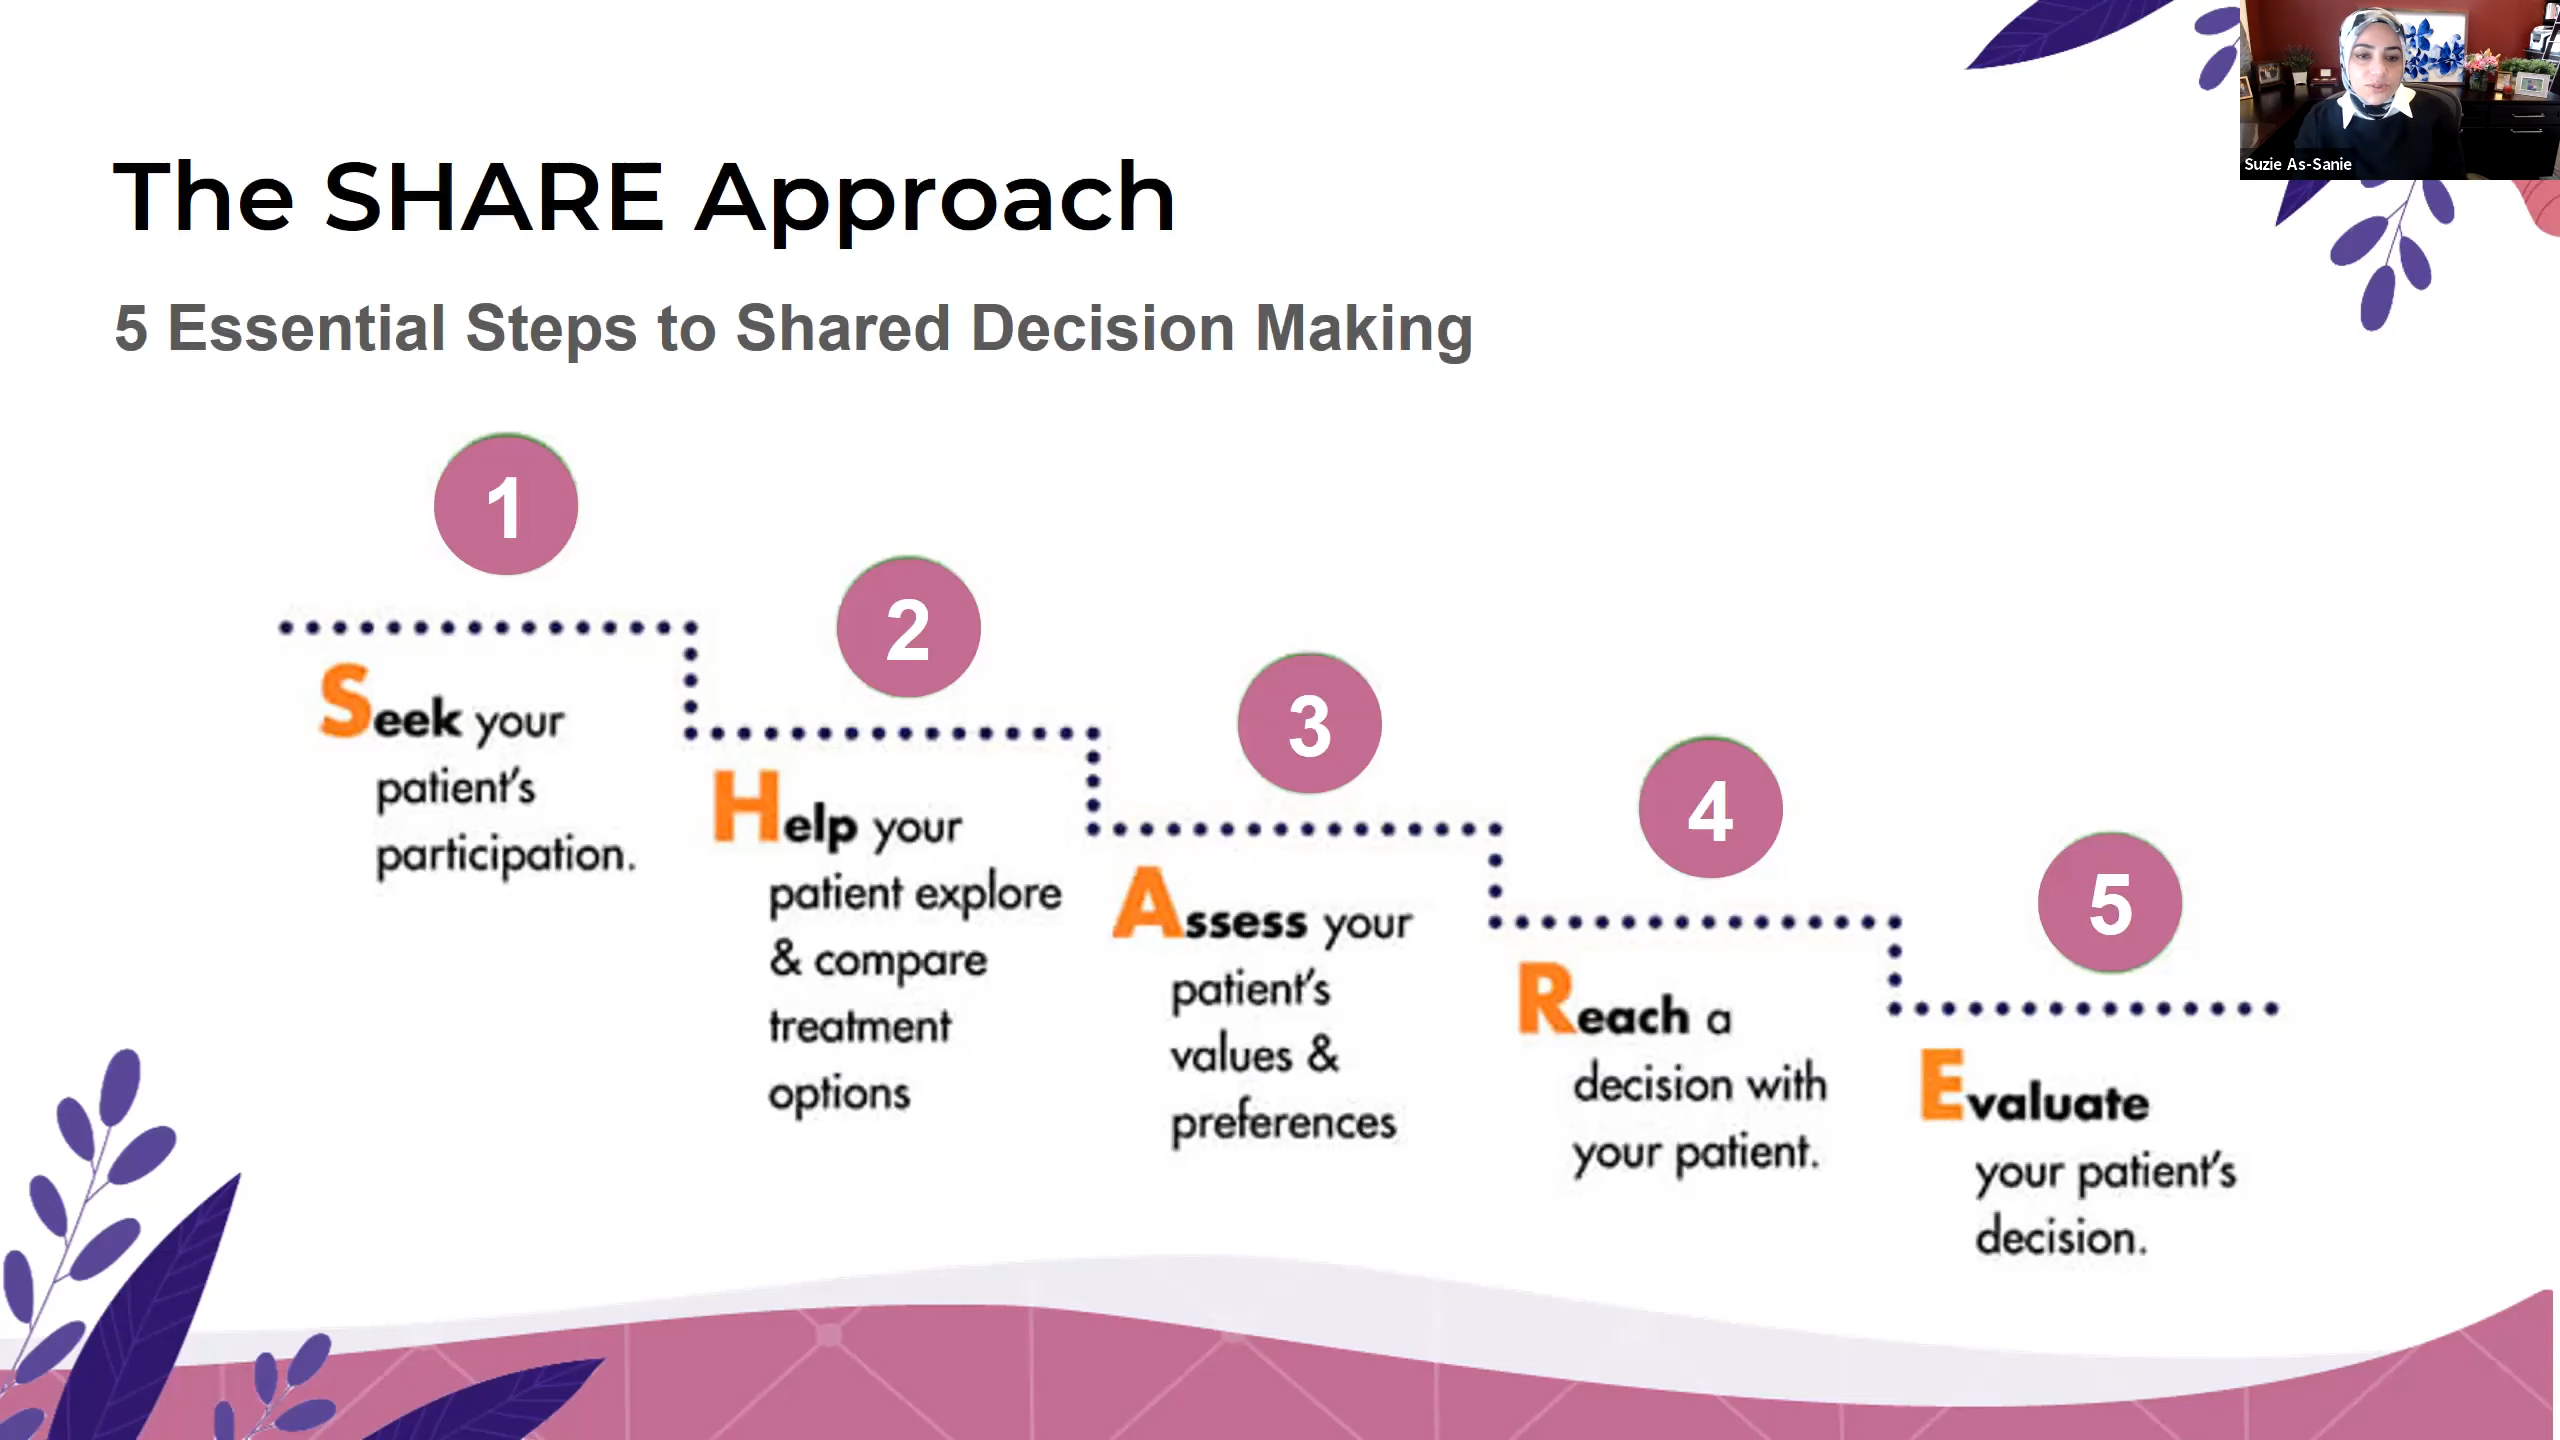 Suzie As-Sanie
The SHARE Approach
5 Essential Steps to Shared Decision Making
1
Seek your
patient's
participation.
2
Help your
patient explore
& compare
treatment
options
3
Assess your
patient's
values &
preferences
4
Reach a
decision with
your patient.
5
Evaluate
your patient's
decision.